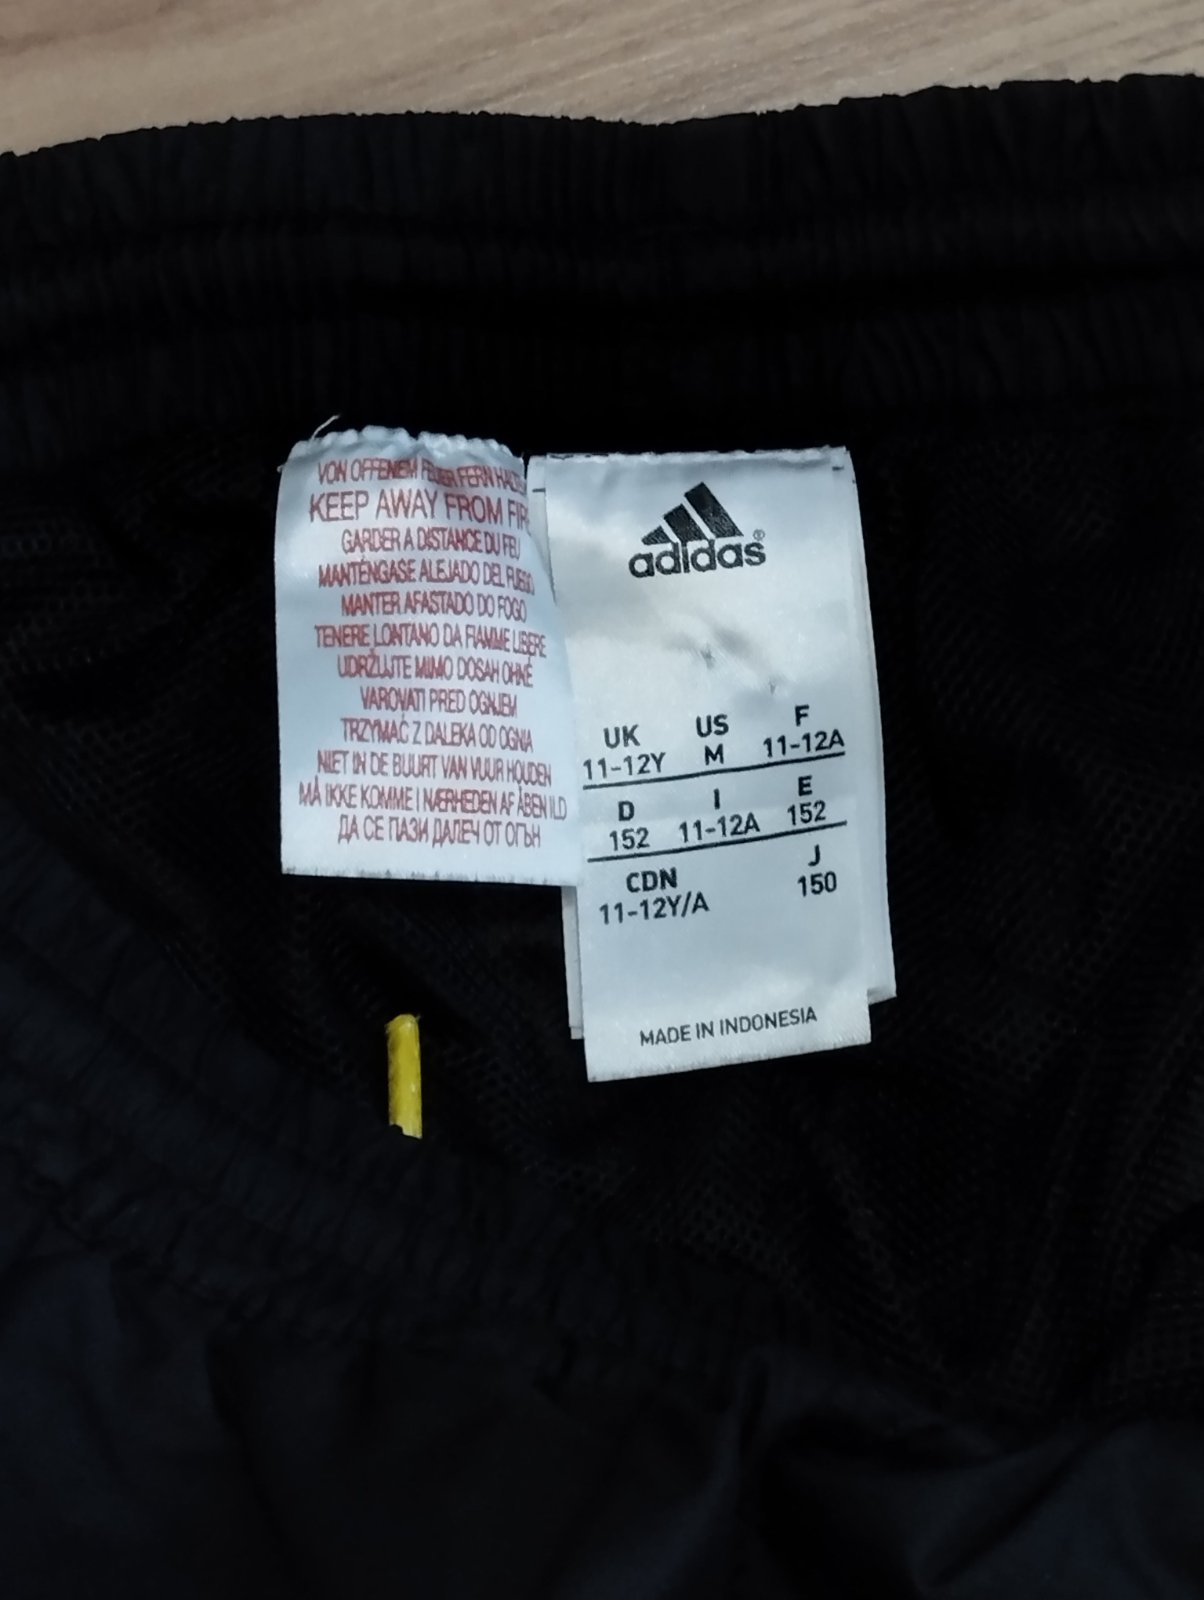 VON OFFENEM FEUER FERN
KEEP AWAY FROM
GARDER A DISTANCE DU FEU
MANTÉNGASE ALEJADO DEL FUEGO
MANTER AFASTADO DO FOGO
TENERE LONTANO DA FIAMME LIBERE
UDRŽUJTE MIMO DOSAH OHNĚ
VAROVATI PRED OGNJEM
TRZYMAĆ Z DALEKA OD OGNIA
NIET IN DE BUURT VAN VUUR HOUDEN
MÅ IKKE KOMME I NÆRHEDEN AF ÅBEN ILD
ДА СЕ ПАЗИ ДАЛЕЧ ОТ ОГЪН
adidas®
UK US F
11-12Y M 11-12A
D I E
152 11-12A 152
CDN J
11-12Y/A 150
MADE IN INDONESIA